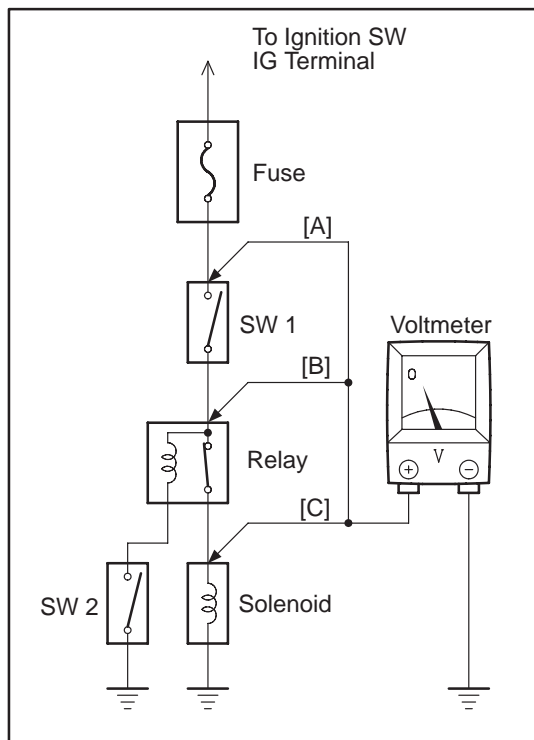 To Ignition SW
IG Terminal
Fuse
[A]
SW 1
Voltmeter
[B]
0
Relay
V
+
−
[C]
SW 2
Solenoid